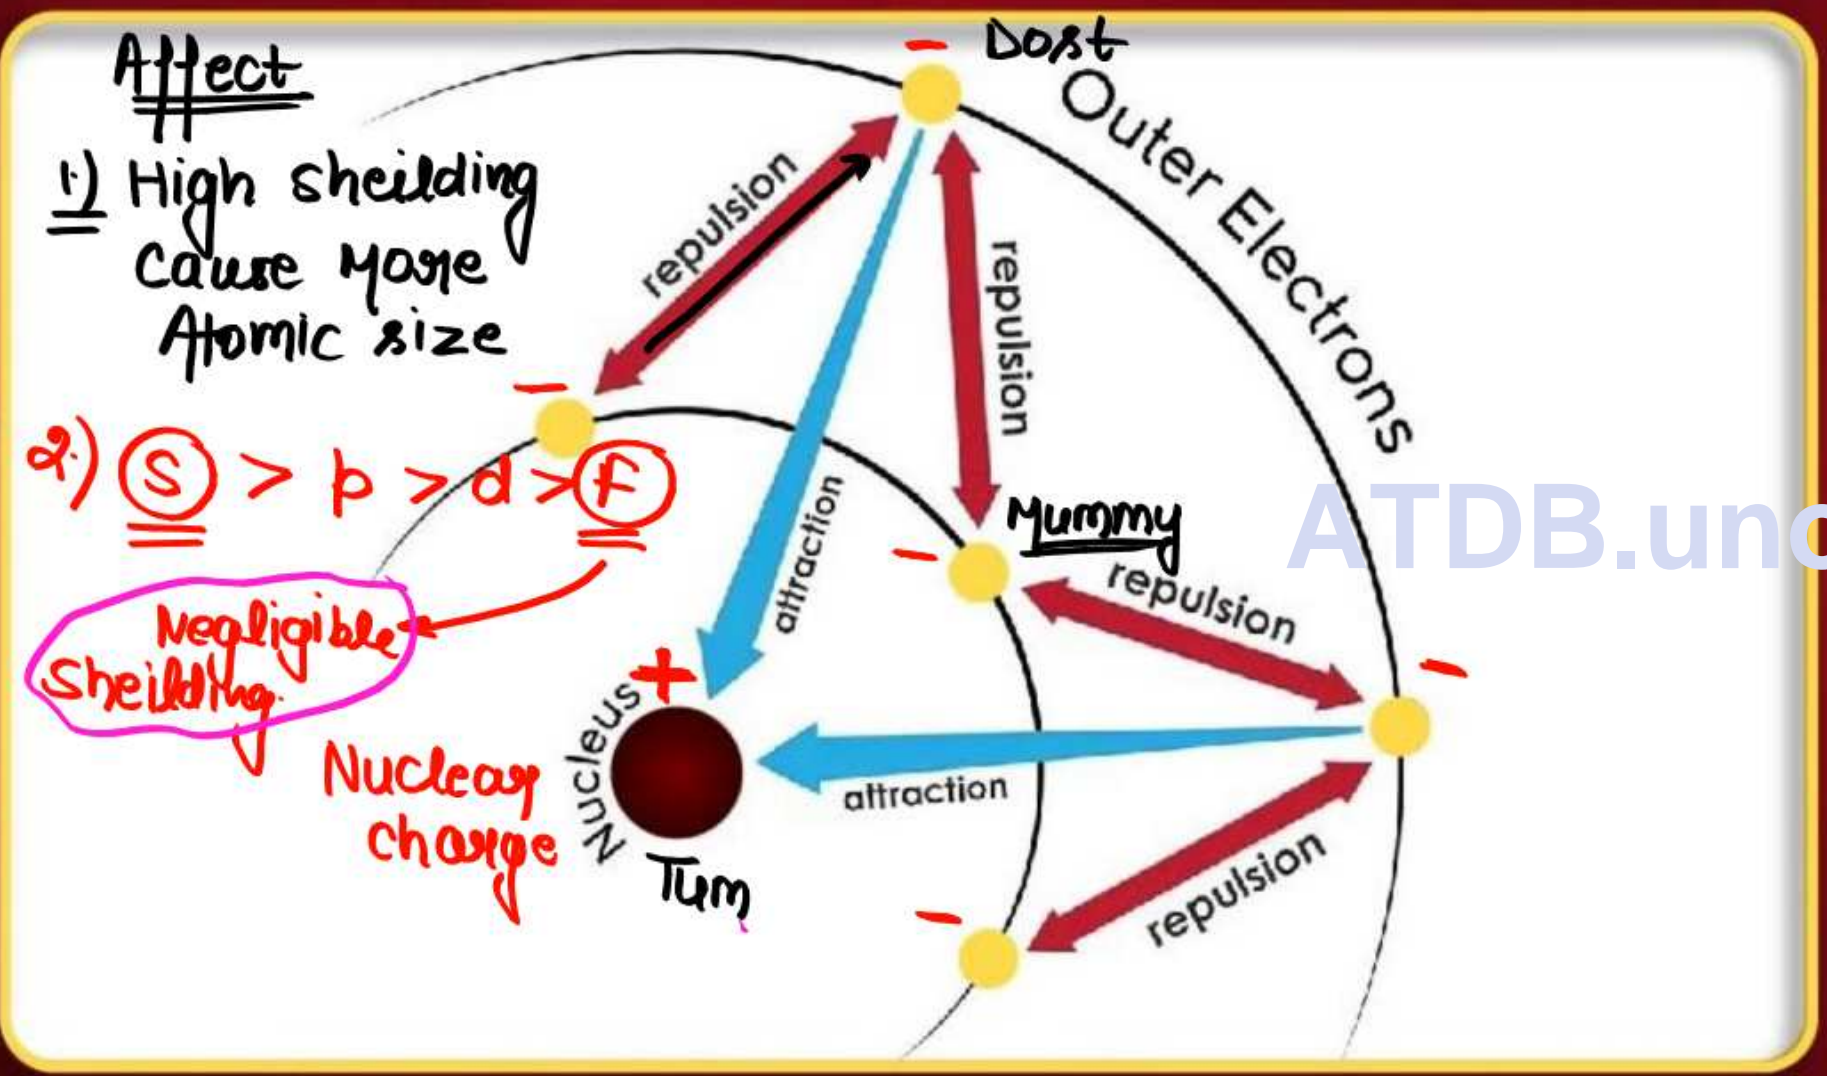 Affect
1.) High sheilding
Cause More
Atomic size
2.) S > p > d > F
Negligible
Sheilding
Nuclear
charge
Nucleus
Tum
+
-
Dost
Outer Electrons
repulsion
repulsion
-
attraction
Mummy
-
repulsion
-
attraction
repulsion
-
ATDB.unc